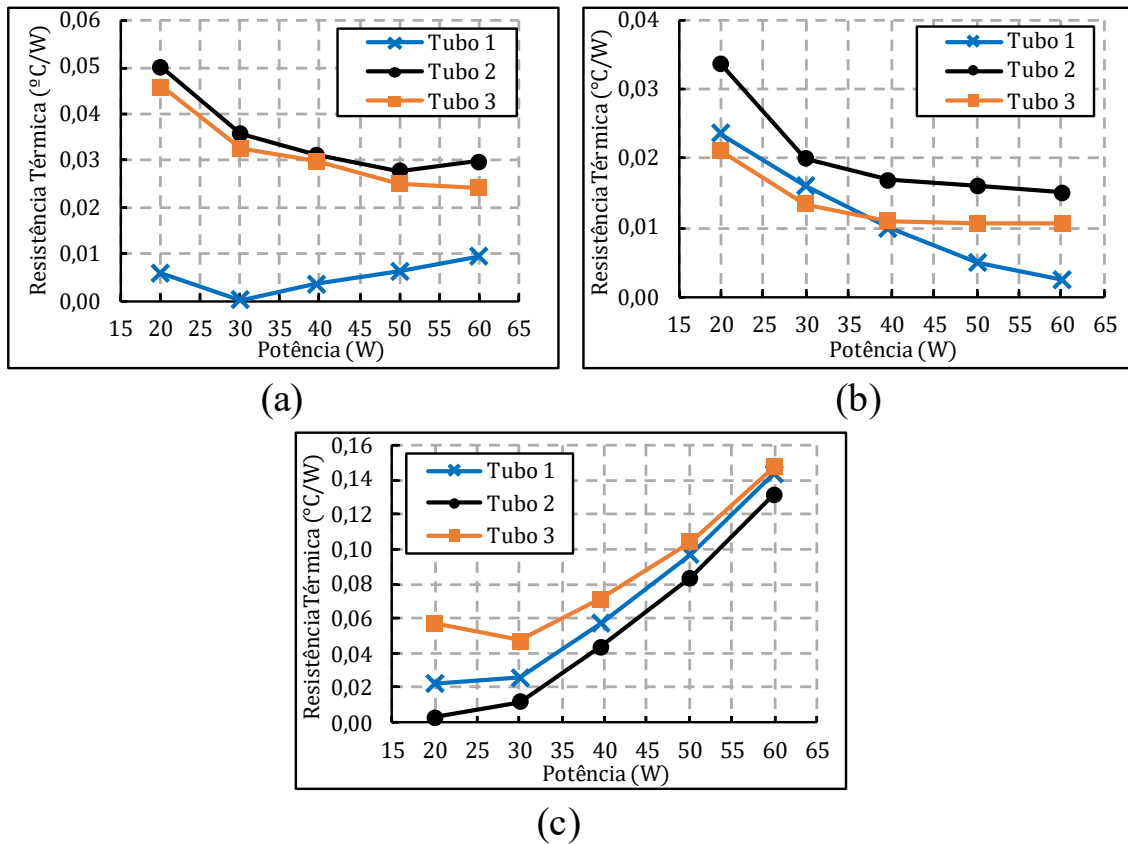 Resistência Térmica (ºC/W)
0,06
0,05
0,04
0,03
0,02
0,01
0,00
Tubo 1
Tubo 2
Tubo 3
15 20 25 30 35 40 45 50 55 60 65
Potência (W)
(a)
Resistência Térmica (°C/W)
0,04
0,03
0,02
0,01
0,00
Tubo 1
Tubo 2
Tubo 3
15 20 25 30 35 40 45 50 55 60 65
Potência (W)
(b)
Resistência Térmica (°C/W)
0,16
0,14
0,12
0,10
0,08
0,06
0,04
0,02
0,00
Tubo 1
Tubo 2
Tubo 3
15 20 25 30 35 40 45 50 55 60 65
Potência (W)
(c)